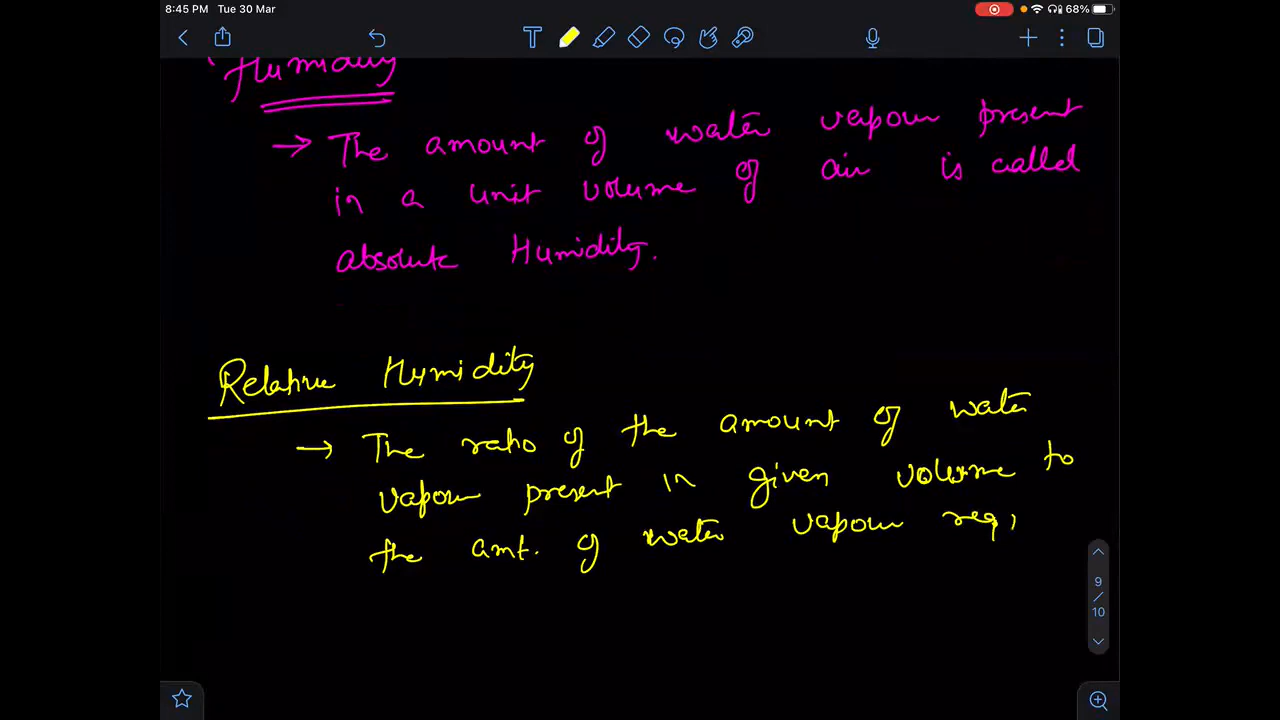 8:45 PM Tue 30 Mar
68%
Humidity
→ The amount of water vapour present
in a unit volume of air is called
absolute Humidity.
Relative Humidity
→ The ratio of the amount of water
vapour present in given volume to
the amt. of water vapour req,
9
/
10